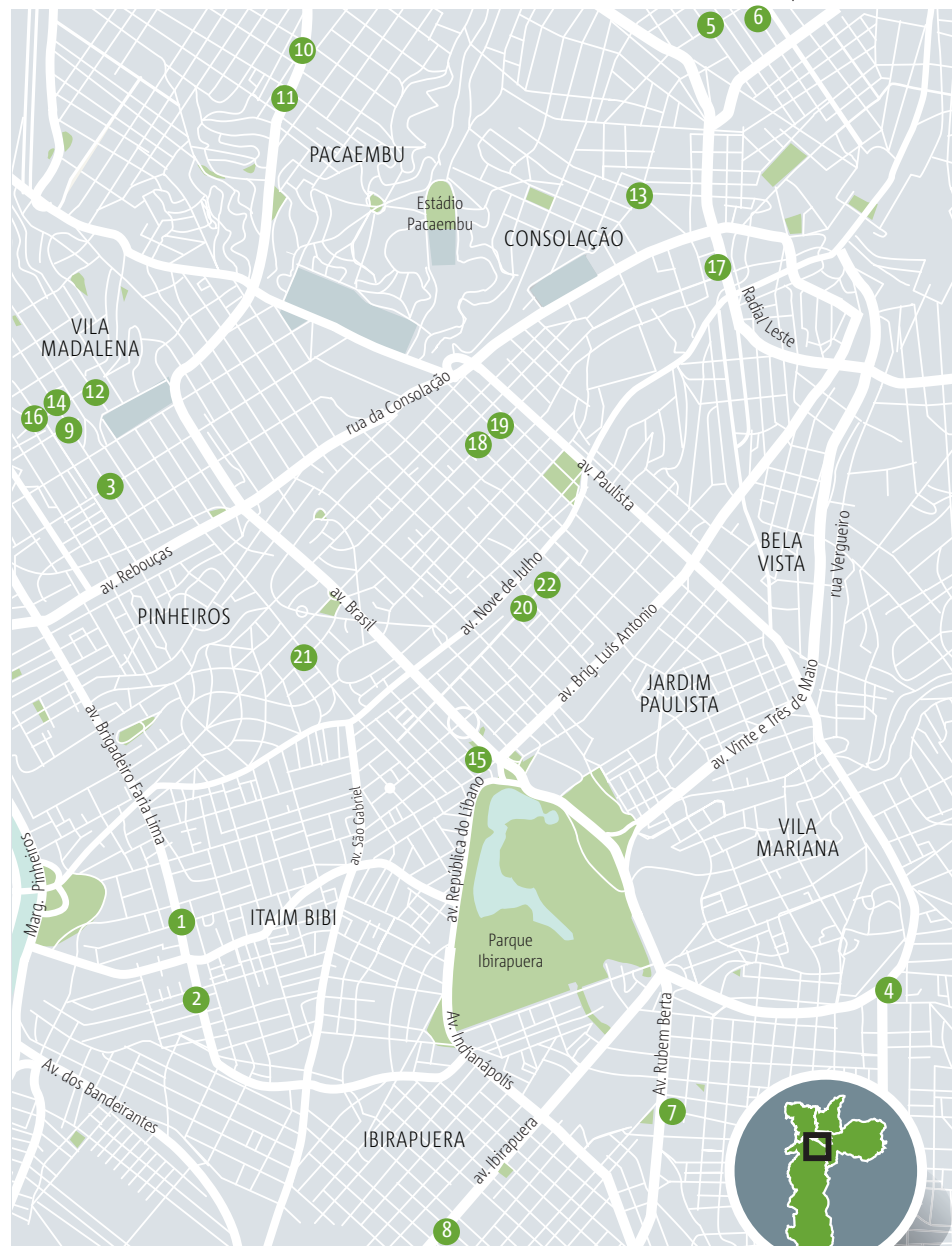 5
6
10
11
PACAEMBU
13
Estádio
Pacaembu
CONSOLAÇÃO
17
Radial Leste
VILA
MADALENA
12
14
16
9
rua da Consolação
19
18
3
av. Paulista
av. Rebouças
BELA
VISTA
rua Vergueiro
av. Nove de Julho
22
20
PINHEIROS
av. Brasil
21
av. Brig. Luís Antonio
JARDIM
PAULISTA
av. Vinte e Três de Maio
av. Brigadeiro Faria Lima
15
av. São Gabriel
av. República do Líbano
VILA
MARIANA
Marg. Pinheiros
1
ITAIM BIBI
Parque
Ibirapuera
2
4
Av. Indianápolis
Av. Rubem Berta
Av. dos Bandeirantes
7
IBIRAPUERA
av. Ibirapuera
8